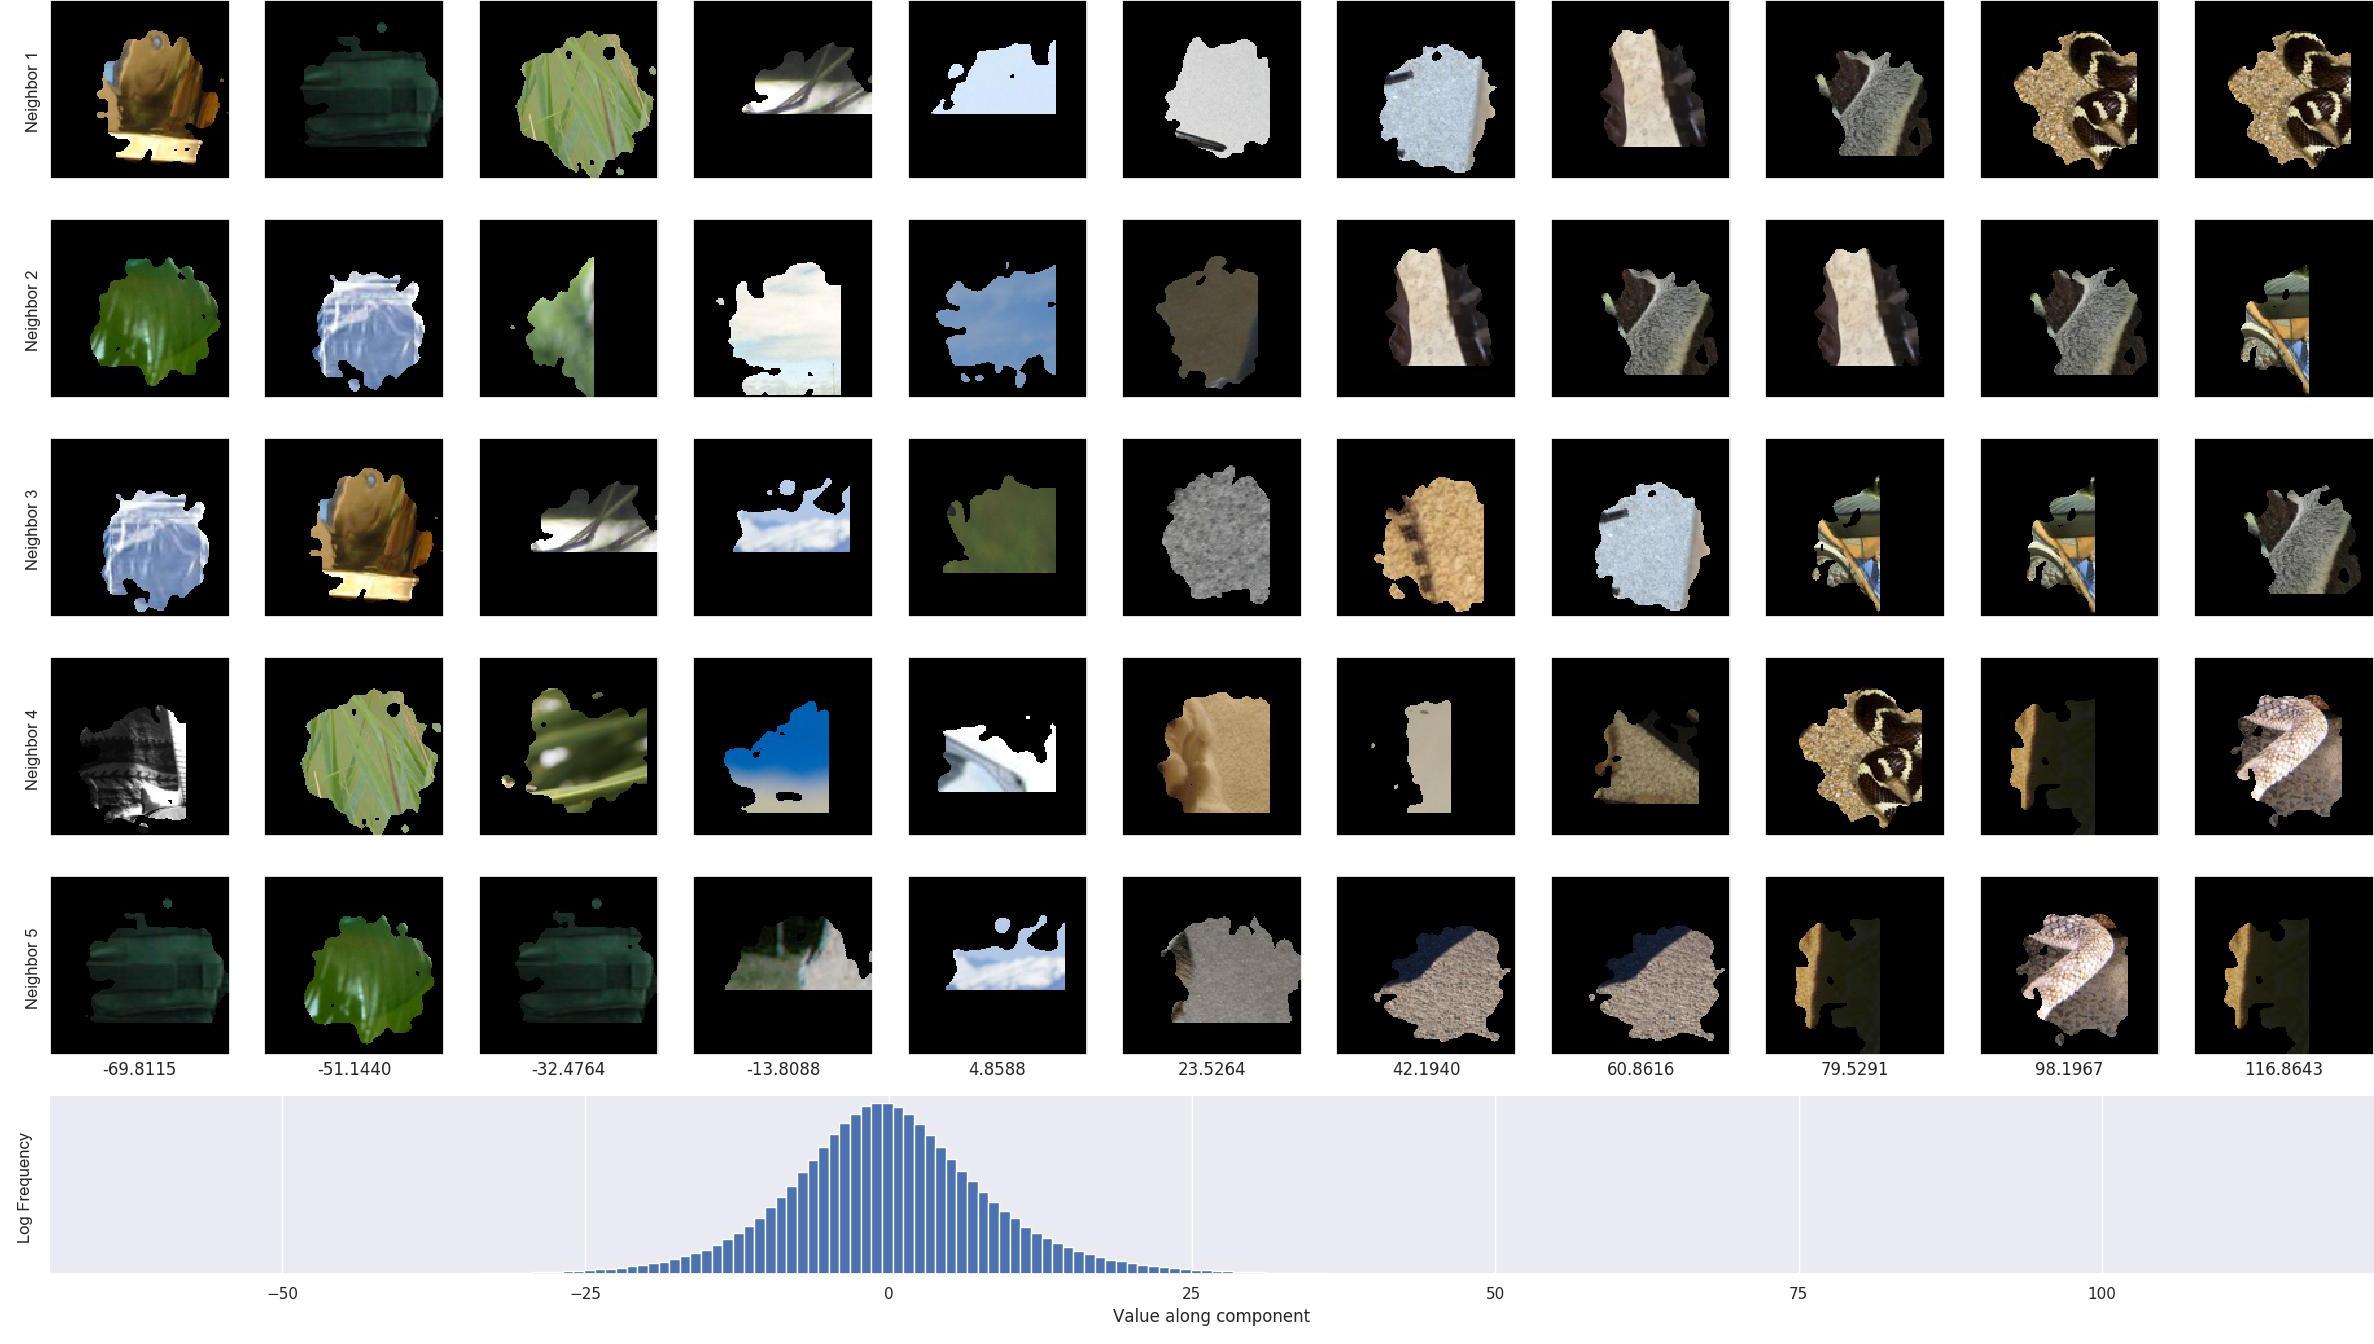 Neighbor 1
Neighbor 2
Neighbor 3
Neighbor 4
Neighbor 5
-69.8115 -51.1440 -32.4764 -13.8088 4.8588 23.5264 42.1940 60.8616 79.5291 98.1967 116.8643
Log Frequency
−50 −25 0 25 50 75 100
Value along component